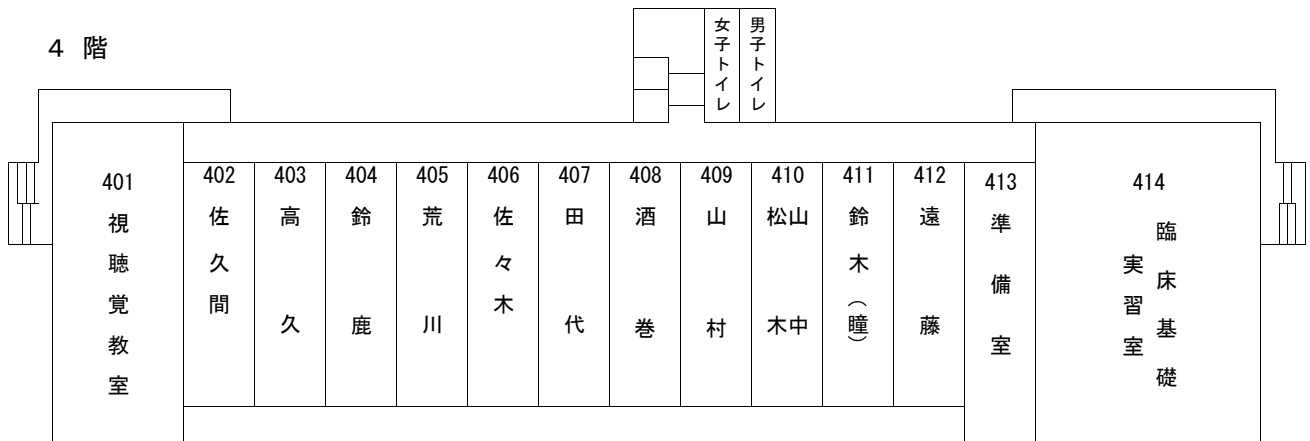 4 階
女子トイレ
男子トイレ
401
視聴覚教室
402
佐久間
403
高久
404
鈴鹿
405
荒川
406
佐々木
407
田代
408
酒巻
409
山村
410
山中
松木
411
鈴木(瞳)
412
遠藤
413
準備室
414
臨床基礎
実習室